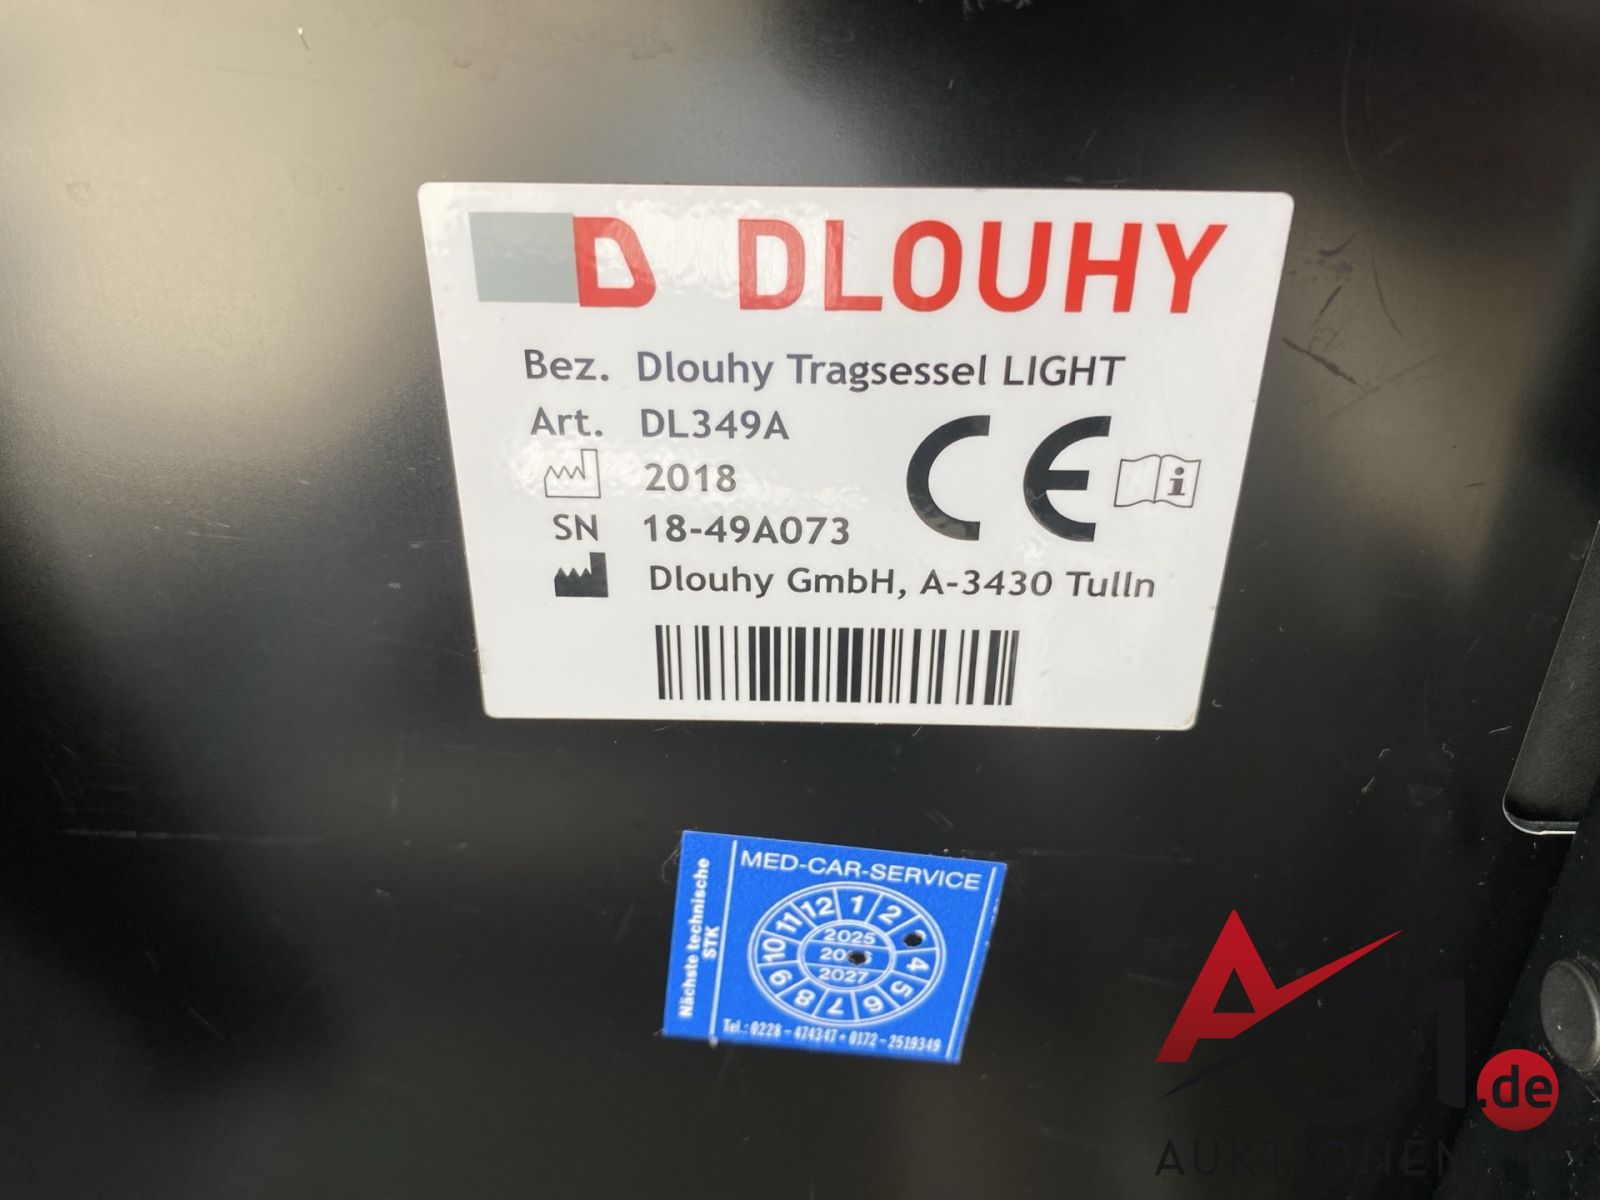 DLOUHY
Bez. Dlouhy Tragsessel LIGHT
Art. DL349A
2018
SN 18-49A073
Dlouhy GmbH, A-3430 Tulln
CE
i
Nächste technische
STK
MED-CAR-SERVICE
1 2 4 5 6 7 8 9 10 11 12
2025
2027
Tel.: 0228 - 474347 + 0172 - 2519349
AC1.de
AUKTIONEN